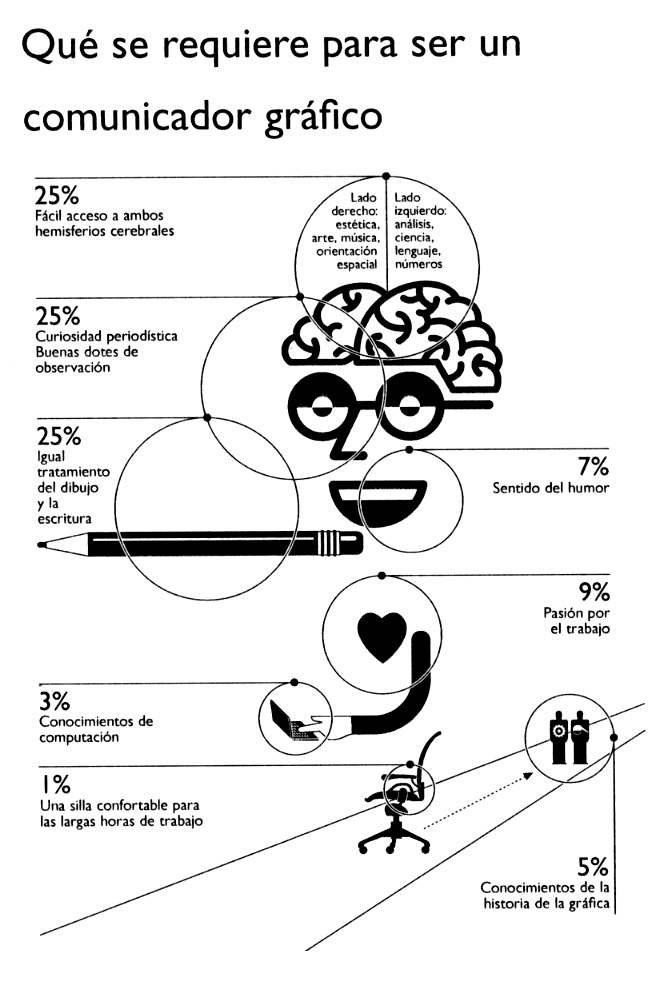 Qué se requiere para ser un
comunicador gráfico
25%
Fácil acceso a ambos
hemisferios cerebrales
Lado
derecho:
estética,
arte, música,
orientación
espacial
Lado
izquierdo:
análisis,
ciencia,
lenguaje,
números
25%
Curiosidad periodística
Buenas dotes de
observación
25%
Igual
tratamiento
del dibujo
y la
escritura
7%
Sentido del humor
9%
Pasión por
el trabajo
3%
Conocimientos de
computación
1%
Una silla confortable para
las largas horas de trabajo
5%
Conocimientos de la
historia de la gráfica